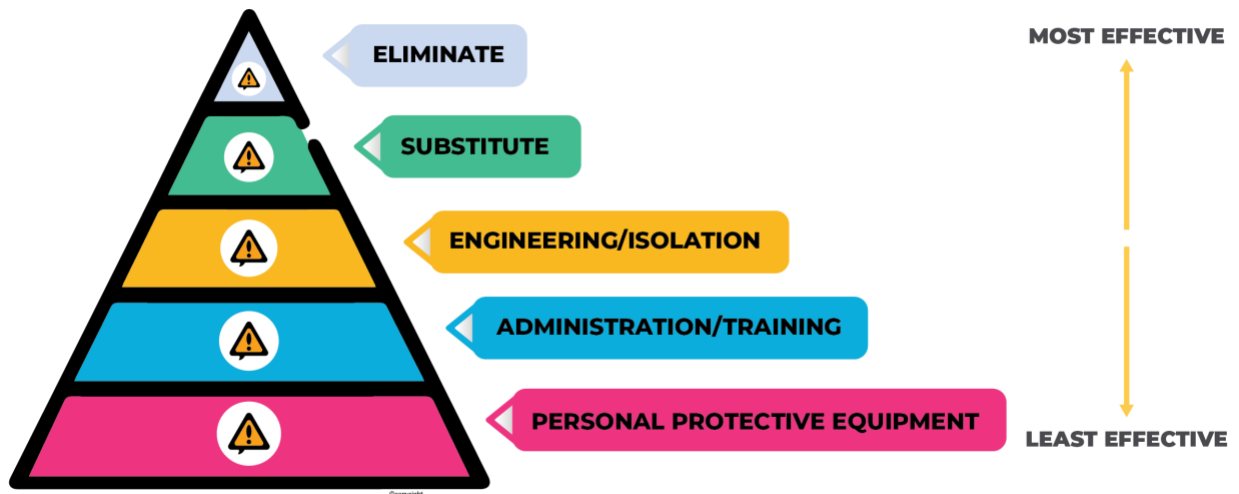 ELIMINATE
MOST EFFECTIVE
SUBSTITUTE
ENGINEERING/ISOLATION
ADMINISTRATION/TRAINING
PERSONAL PROTECTIVE EQUIPMENT
LEAST EFFECTIVE